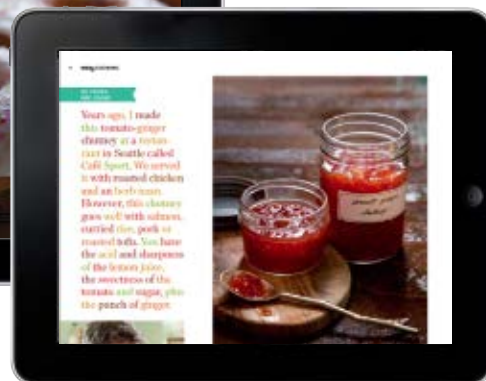 Years ago, I made
this tomato-ginger
chutney at a
rant in Seattle called
Café Sport. We served
it with roasted chicken
and an herb naan.
However, this chutney
goes well with salmon,
curried rice, pork or
roasted tofu. You have
the acid and sharpness
of the lemon juice,
the sweetness of the
tomato and sugar, plus
the punch of ginger.